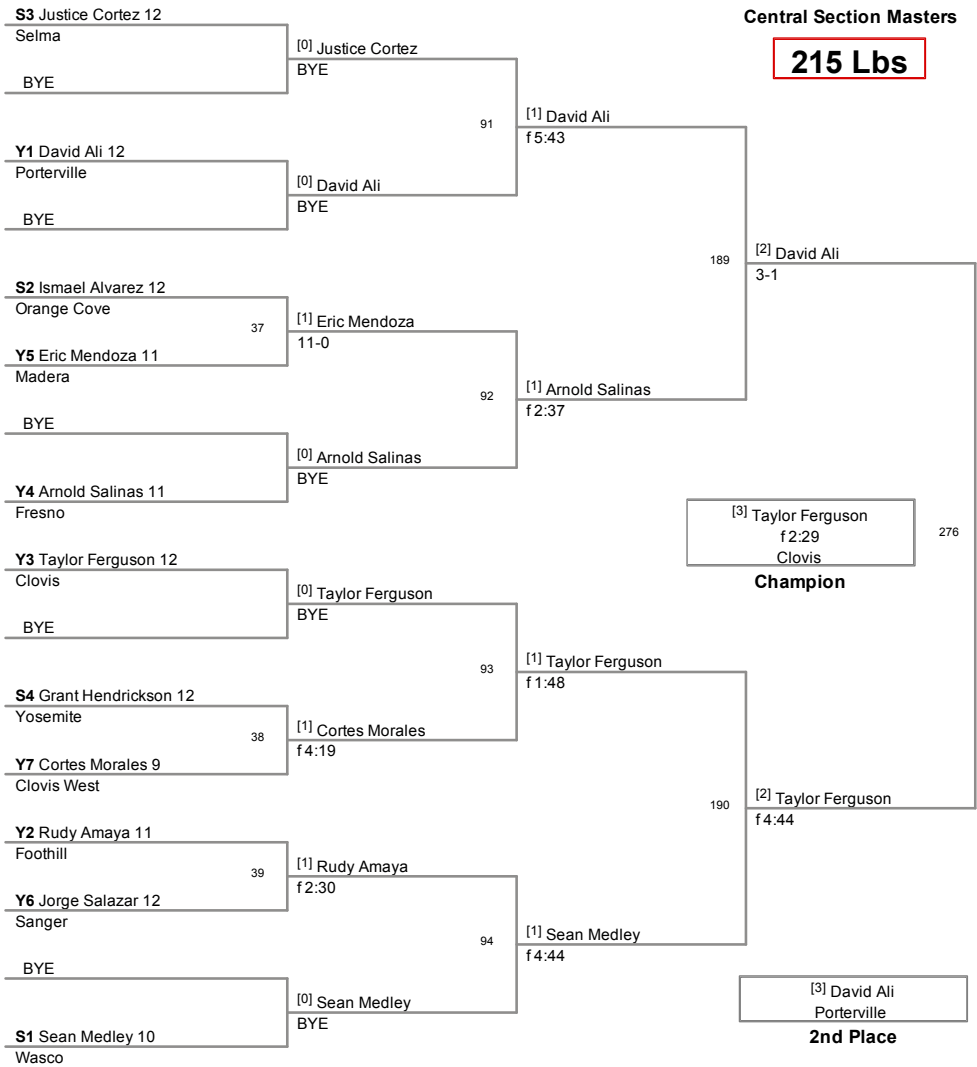 Central Section Masters
215 Lbs
S3 Justice Cortez 12
Selma
BYE
Y1 David Ali 12
Porterville
BYE
S2 Ismael Alvarez 12
Orange Cove
37
Y5 Eric Mendoza 11
Madera
BYE
Y4 Arnold Salinas 11
Fresno
Y3 Taylor Ferguson 12
Clovis
BYE
S4 Grant Hendrickson 12
Yosemite
38
Y7 Cortes Morales 9
Clovis West
Y2 Rudy Amaya 11
Foothill
39
Y6 Jorge Salazar 12
Sanger
BYE
S1 Sean Medley 10
Wasco
[0] Justice Cortez
BYE
91
[0] David Ali
BYE
[1] Eric Mendoza
11-0
92
[0] Arnold Salinas
BYE
[0] Taylor Ferguson
BYE
93
[1] Cortes Morales
f 4:19
[1] Rudy Amaya
f 2:30
94
[0] Sean Medley
BYE
[1] David Ali
f 5:43
189
[1] Arnold Salinas
f 2:37
[1] Taylor Ferguson
f 1:48
190
[1] Sean Medley
f 4:44
[2] David Ali
3-1
[2] Taylor Ferguson
f 4:44
[3] Taylor Ferguson
f 2:29
Clovis
276
Champion
[3] David Ali
Porterville
2nd Place